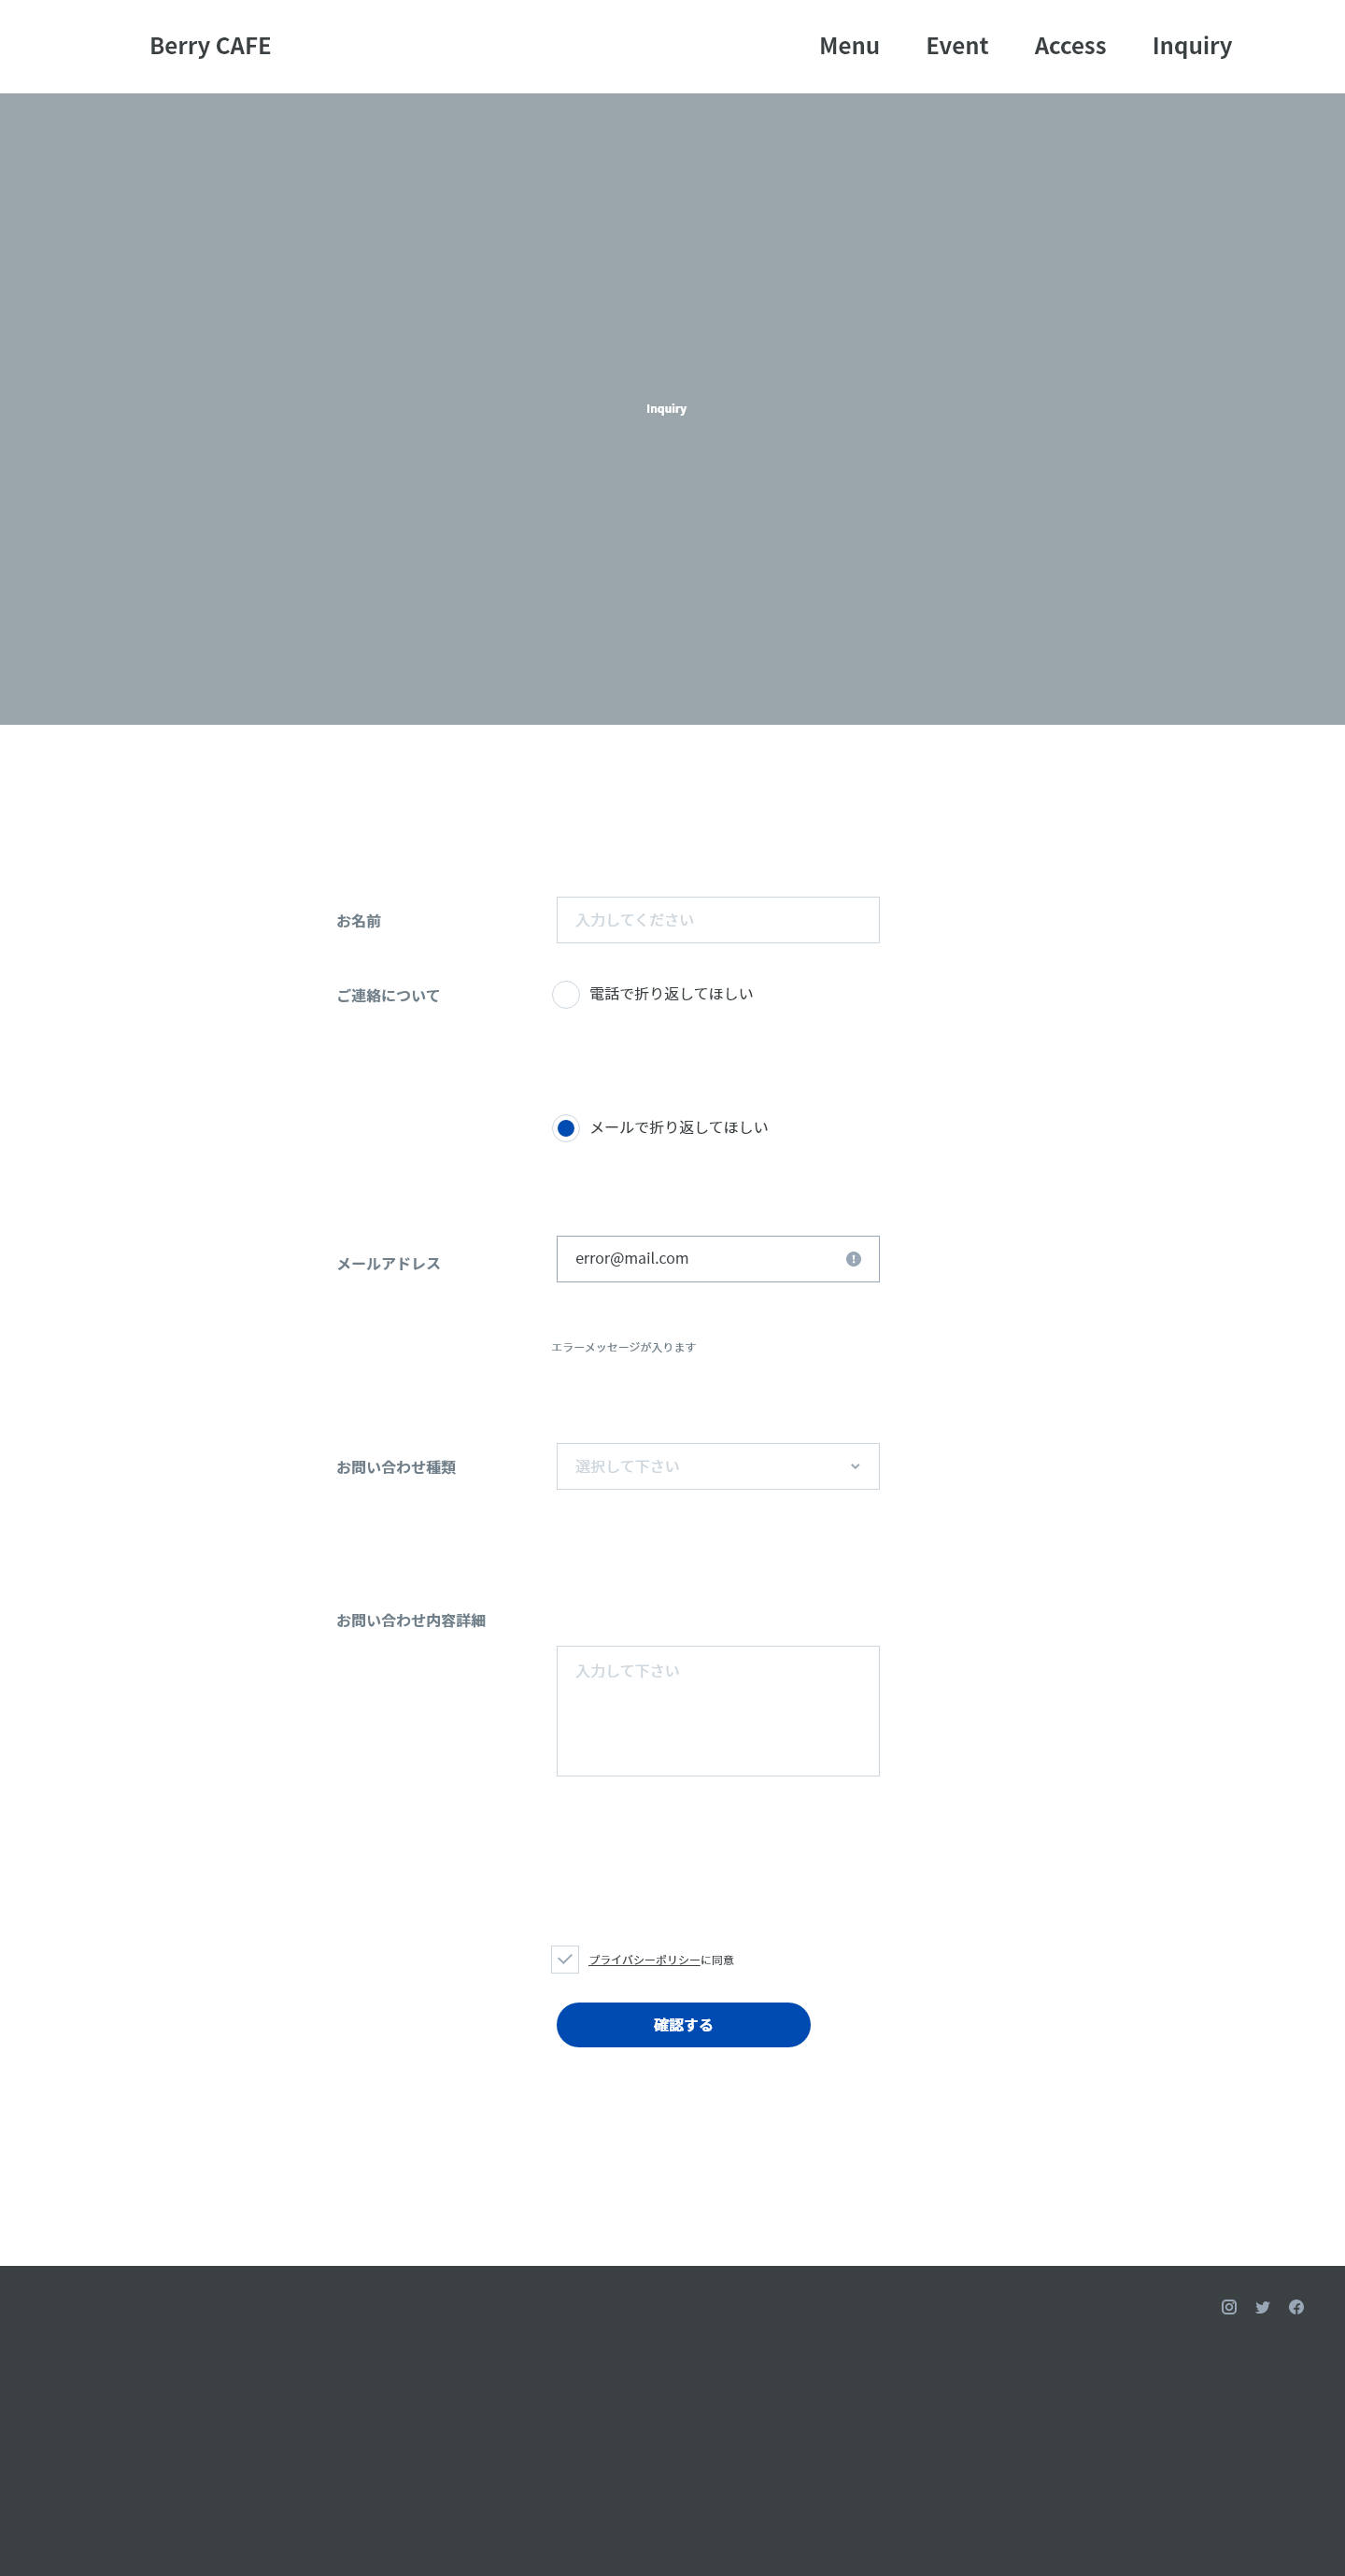 Berry CAFE
Menu
Event
Access
Inquiry
Inquiry
お名前
入力してください
ご連絡について
電話で折り返してほしい
メールで折り返してほしい
メールアドレス
error@mail.com
エラーメッセージが入ります
お問い合わせ種類
選択して下さい
お問い合わせ内容詳細
入力して下さい
プライバシーポリシーに同意
確認する